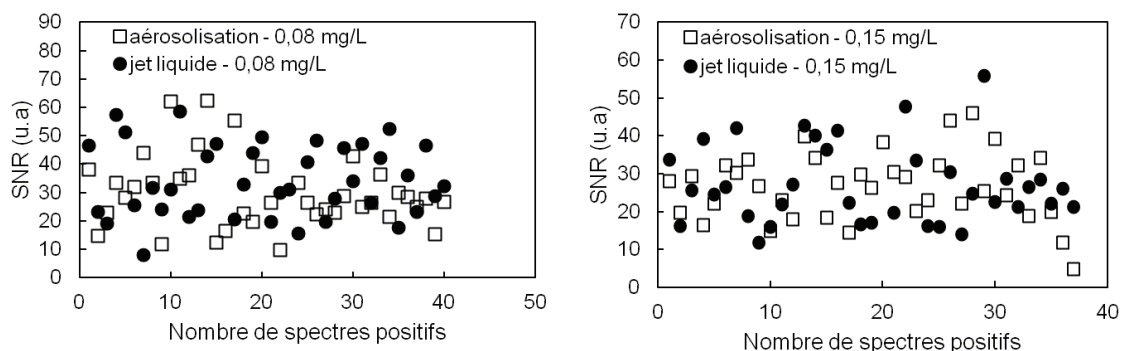 90
80
70
60
50
40
30
20
10
0
SNR (u.a)
aérosolisation - 0,08 mg/L
jet liquide - 0,08 mg/L
0 10 20 30 40 50
Nombre de spectres positifs
70
60
50
40
30
20
10
0
SNR (u.a)
aérosolisation - 0,15 mg/L
jet liquide - 0,15 mg/L
0 10 20 30 40
Nombre de spectres positifs